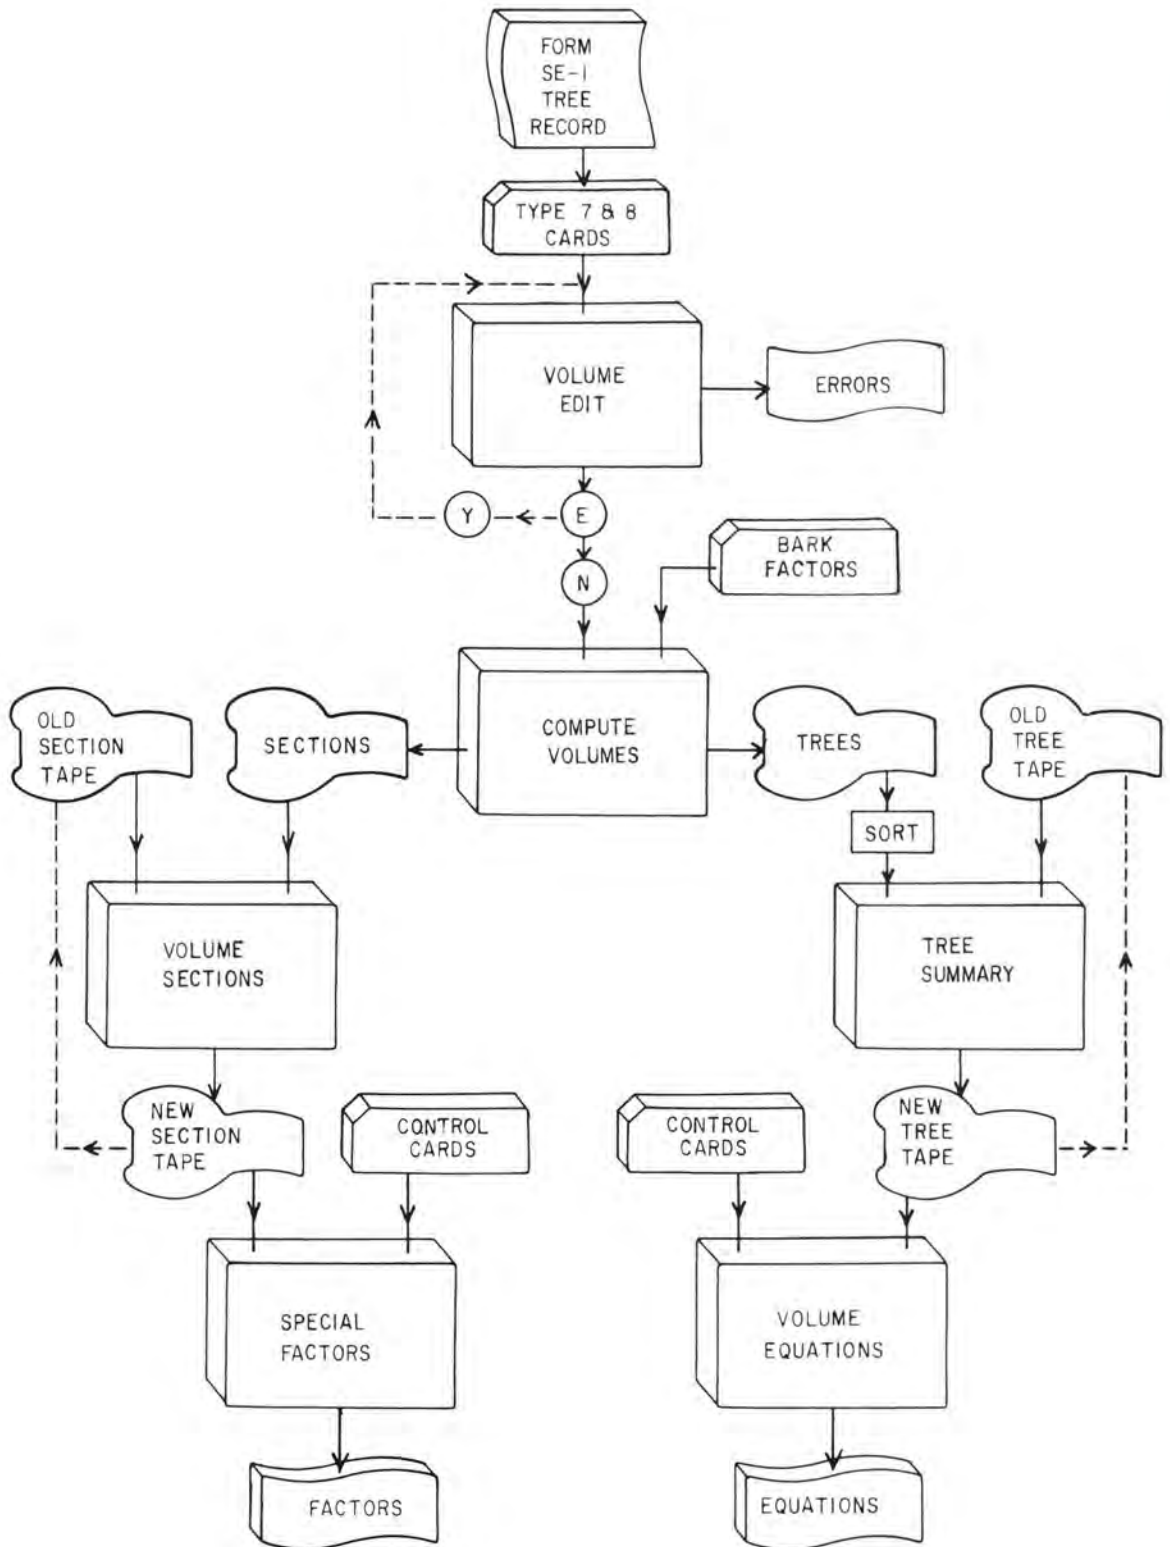 FORM
SE-1
TREE
RECORD
TYPE 7 & 8
CARDS
VOLUME
EDIT
ERRORS
Y
E
N
BARK
FACTORS
OLD
SECTION
TAPE
SECTIONS
COMPUTE
VOLUMES
TREES
OLD
TREE
TAPE
SORT
VOLUME
SECTIONS
TREE
SUMMARY
NEW
SECTION
TAPE
CONTROL
CARDS
CONTROL
CARDS
NEW
TREE
TAPE
SPECIAL
FACTORS
VOLUME
EQUATIONS
FACTORS
EQUATIONS